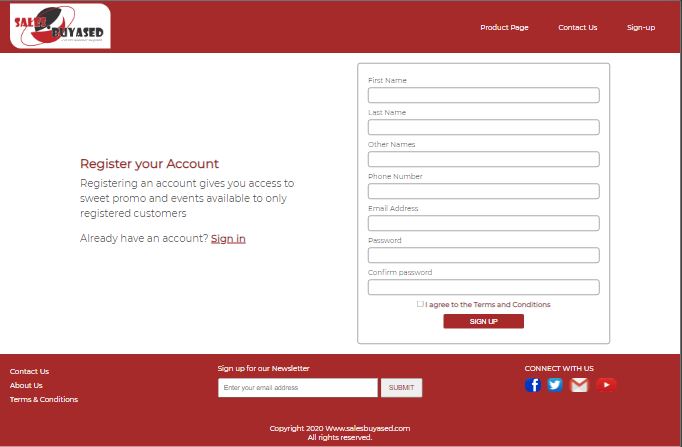 SALES
BUYASED
Product Page
Contact Us
Sign-up
Register your Account
Registering an account gives you access to
sweet promo and events available to only
registered customers
Already have an account? Sign in
First Name
Last Name
Other Names
Phone Number
Email Address
Password
Confirm password
I agree to the Terms and Conditions
SIGN UP
Contact Us
About Us
Terms & Conditions
Sign up for our Newsletter
Enter your email address
SUBMIT
CONNECT WITH US
Copyright 2020 Www.salesbuyased.com
All rights reserved.